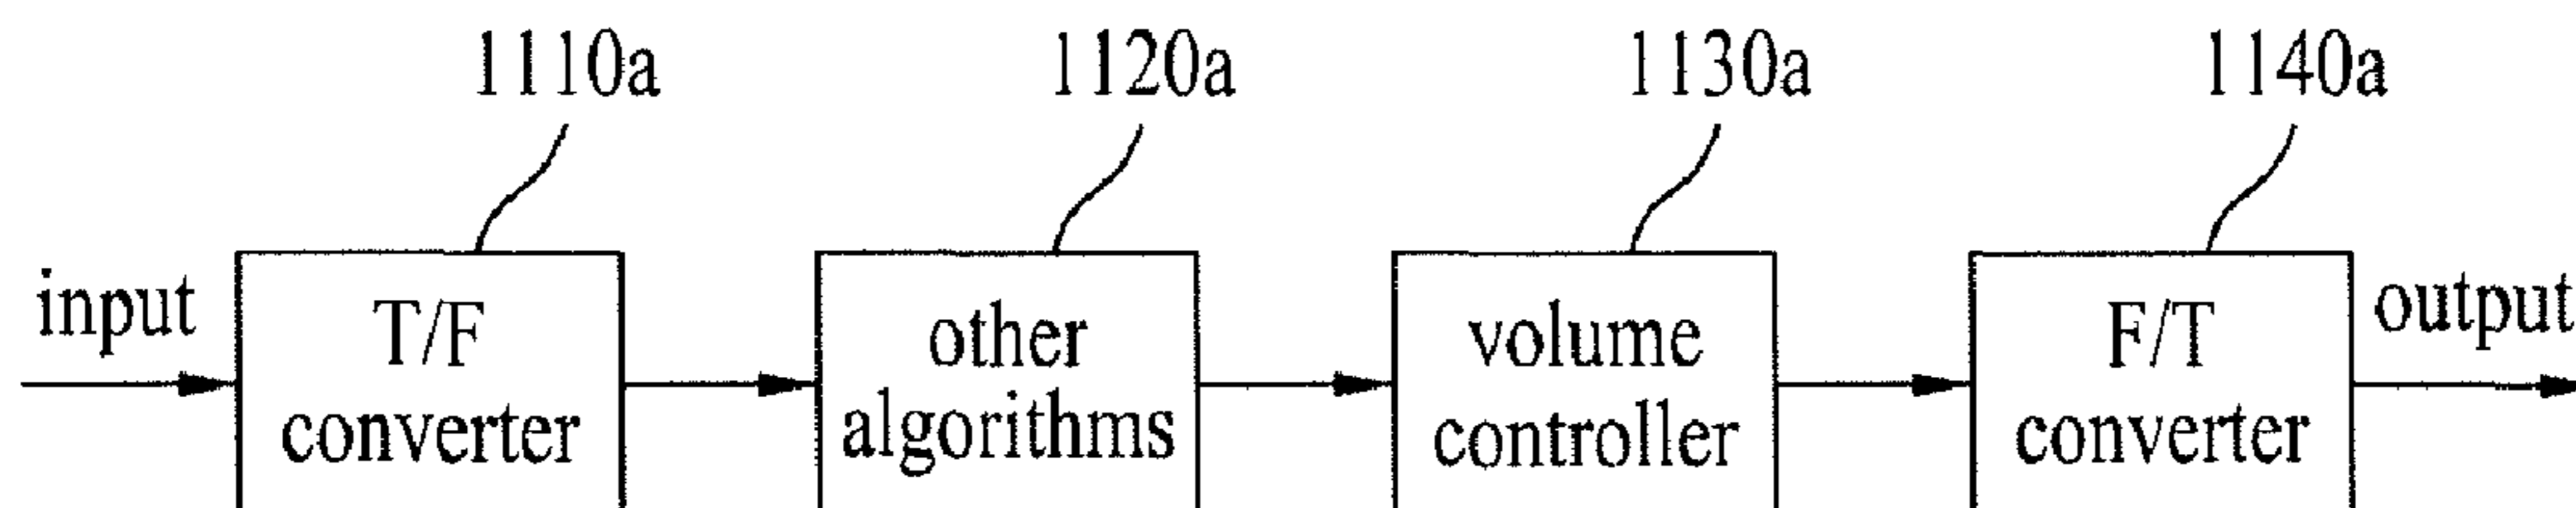 1110a
1120a
1130a
1140a
input
T/F
converter
other
algorithms
volume
controller
F/T
converter
output